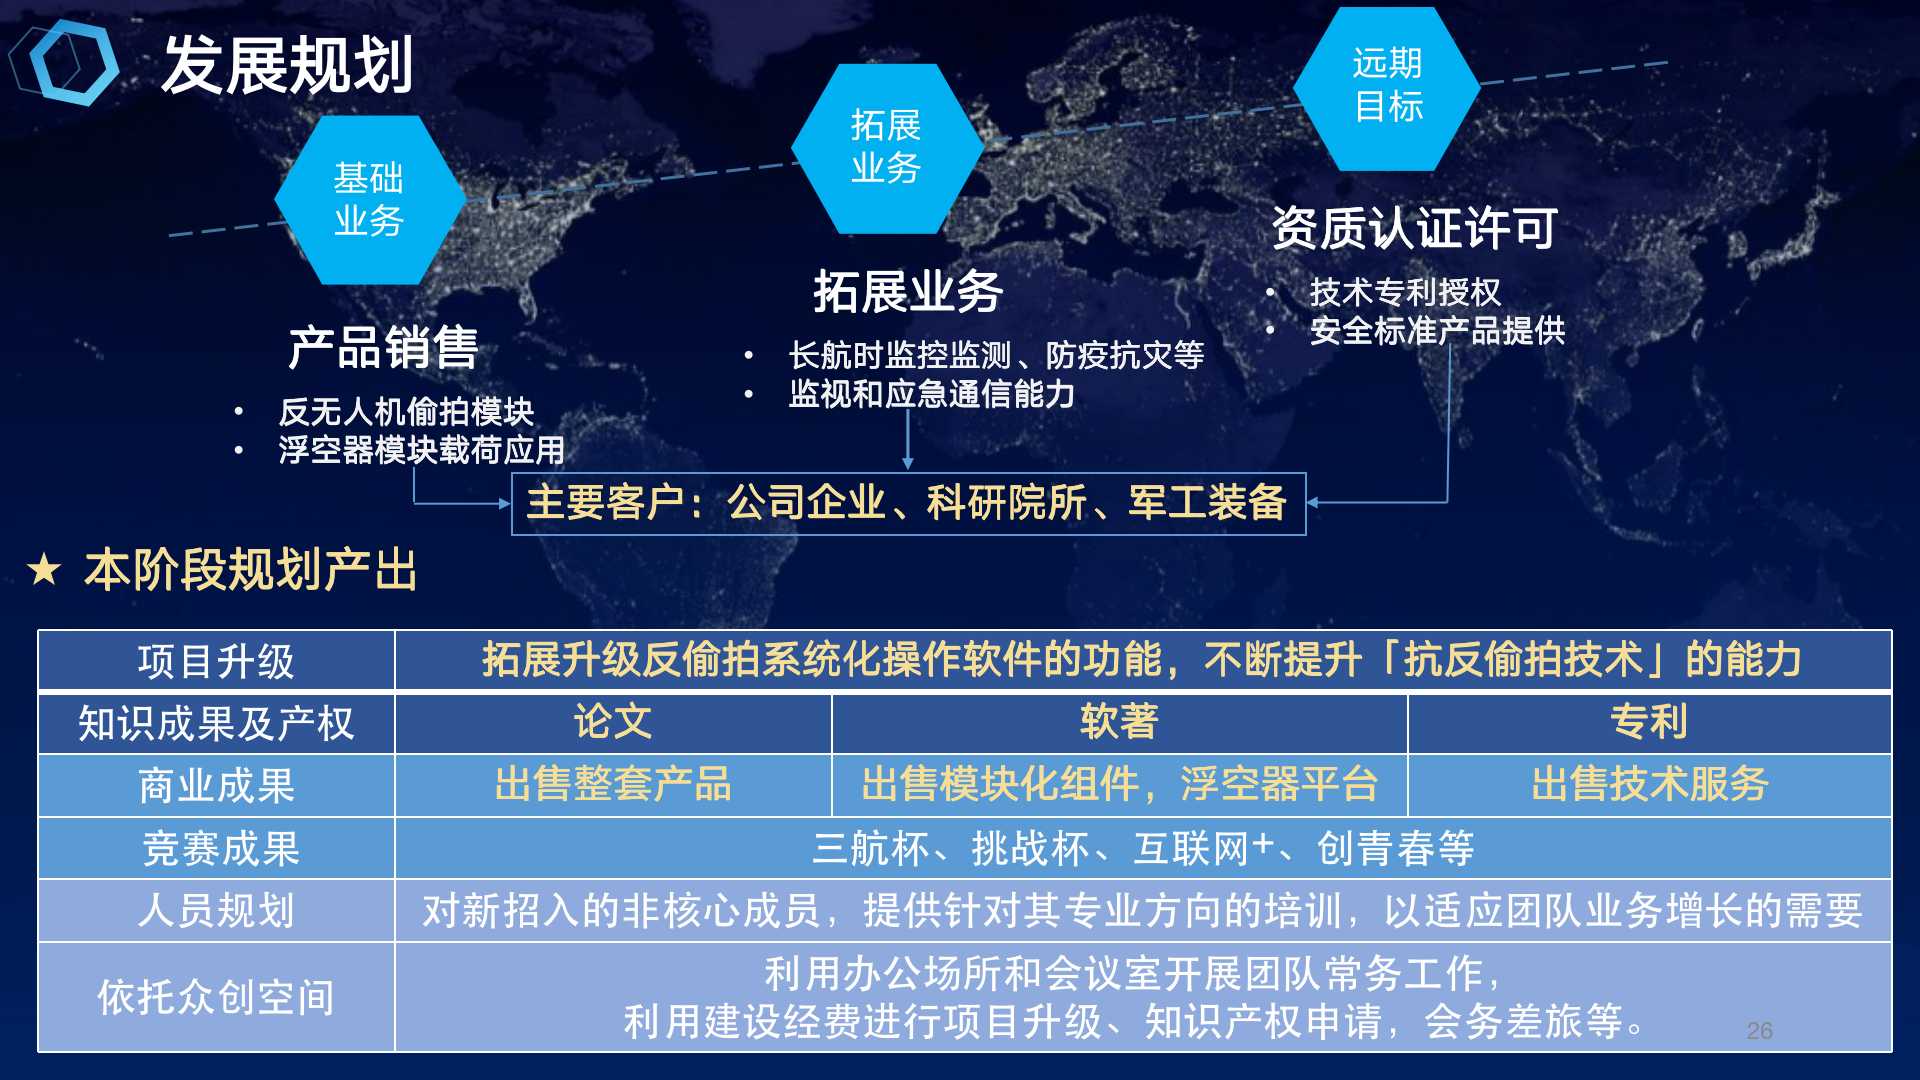 发展规划
基础
业务
拓展
业务
远期
目标
产品销售
• 反无人机偷拍模块
• 浮空器模块载荷应用
拓展业务
• 长航时监控监测、防疫抗灾等
• 监视和应急通信能力
资质认证许可
• 技术专利授权
• 安全标准产品提供
主要客户：公司企业、科研院所、军工装备
★ 本阶段规划产出
项目升级
拓展升级反偷拍系统化操作软件的功能，不断提升「抗反偷拍技术」的能力
知识成果及产权
论文
软著
专利
商业成果
出售整套产品
出售模块化组件，浮空器平台
出售技术服务
竞赛成果
三航杯、挑战杯、互联网+、创青春等
人员规划
对新招入的非核心成员，提供针对其专业方向的培训，以适应团队业务增长的需要
依托众创空间
利用办公场所和会议室开展团队常务工作，
利用建设经费进行项目升级、知识产权申请，会务差旅等。
26